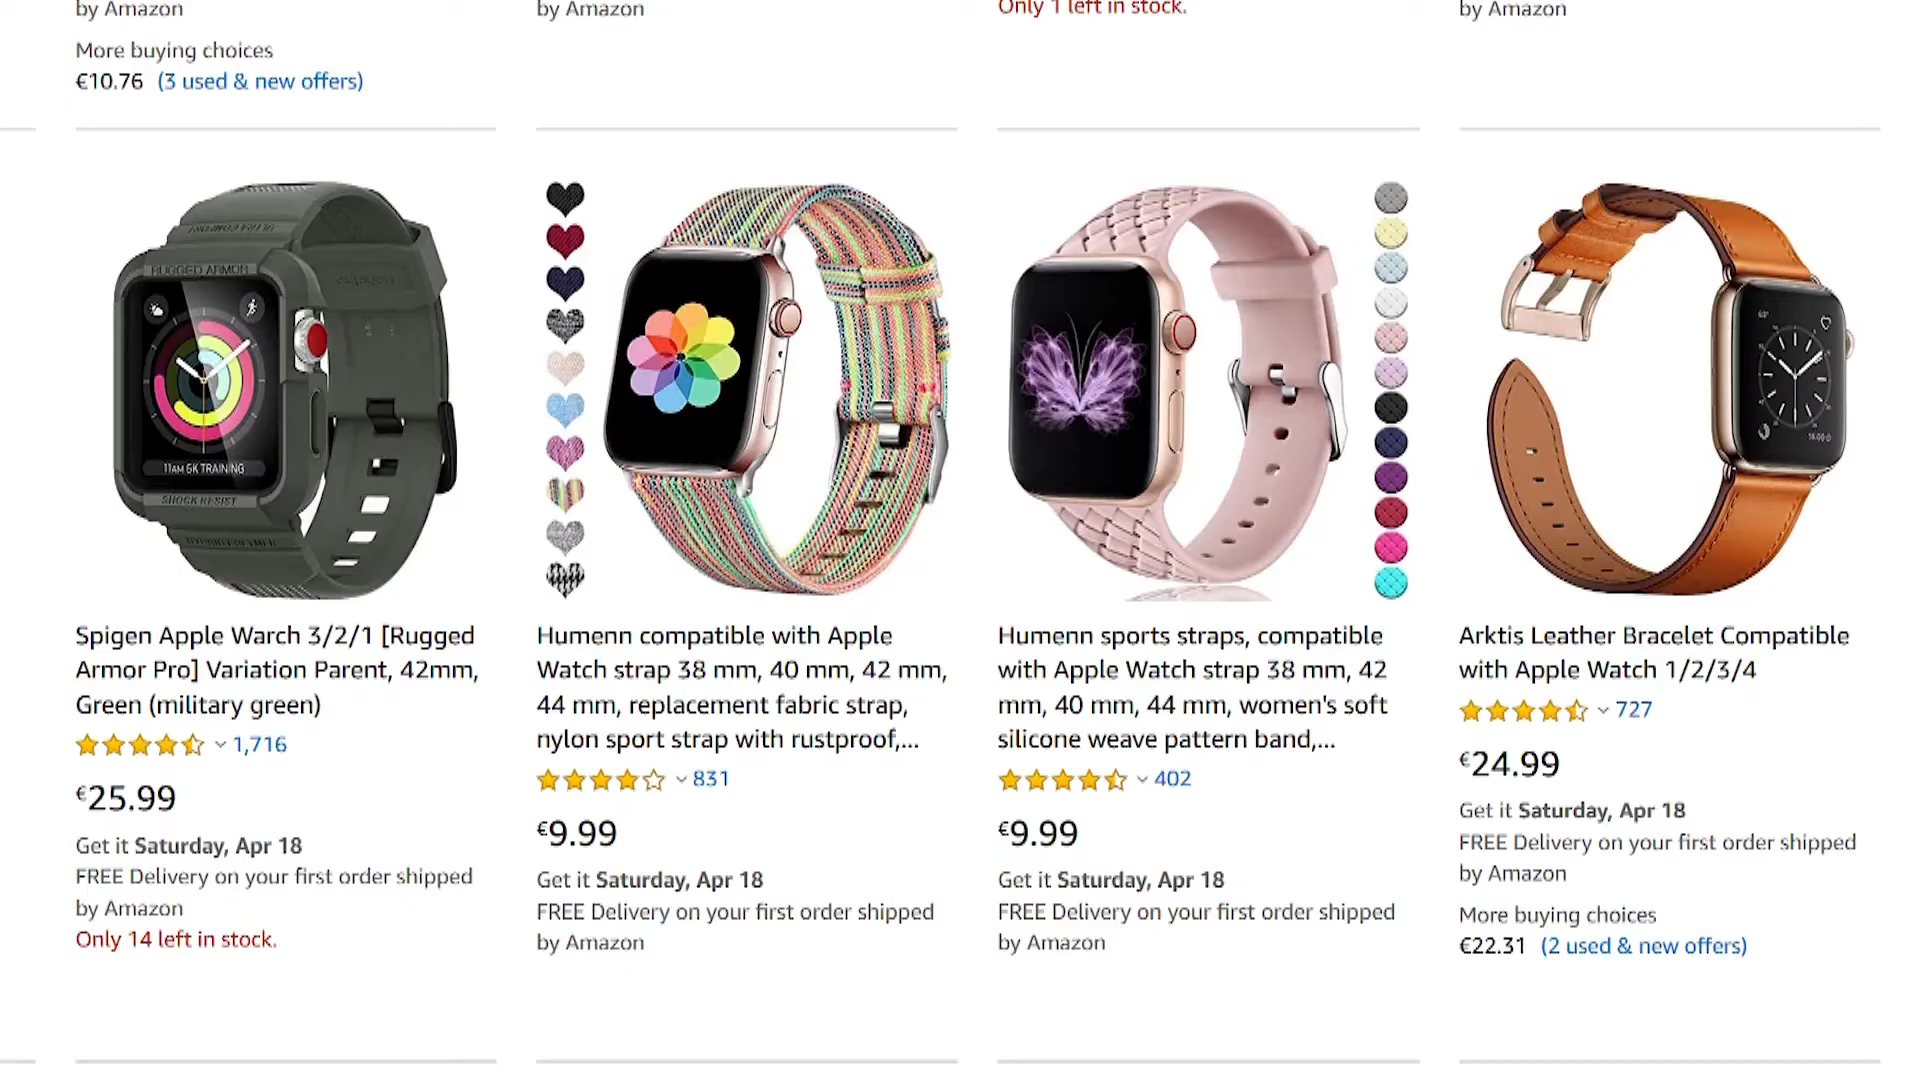 by Amazon
More buying choices
€10.76 (3 used & new offers)
by Amazon
Only 1 left in stock.
by Amazon
RUGGED ARMOR
11AM 6K TRAINING
SHOCK RESIST
Spigen Apple Warch 3/2/1 [Rugged
Armor Pro] Variation Parent, 42mm,
Green (military green)
1,716
€25.99
Get it Saturday, Apr 18
FREE Delivery on your first order shipped
by Amazon
Only 14 left in stock.
Humenn compatible with Apple
Watch strap 38 mm, 40 mm, 42 mm,
44 mm, replacement fabric strap,
nylon sport strap with rustproof,...
831
€9.99
Get it Saturday, Apr 18
FREE Delivery on your first order shipped
by Amazon
Humenn sports straps, compatible
with Apple Watch strap 38 mm, 42
mm, 40 mm, 44 mm, women's soft
silicone weave pattern band,...
402
€9.99
Get it Saturday, Apr 18
FREE Delivery on your first order shipped
by Amazon
Arktis Leather Bracelet Compatible
with Apple Watch 1/2/3/4
727
€24.99
Get it Saturday, Apr 18
FREE Delivery on your first order shipped
by Amazon
More buying choices
€22.31 (2 used & new offers)